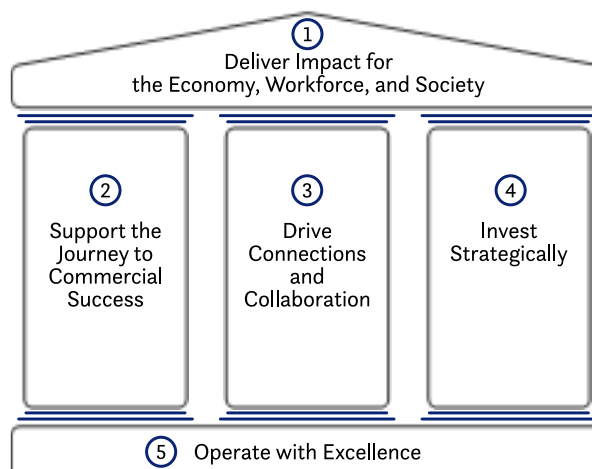 1
Deliver Impact for
the Economy, Workforce, and Society
2
Support the
Journey to
Commercial
Success
3
Drive
Connections
and
Collaboration
4
Invest
Strategically
5 Operate with Excellence